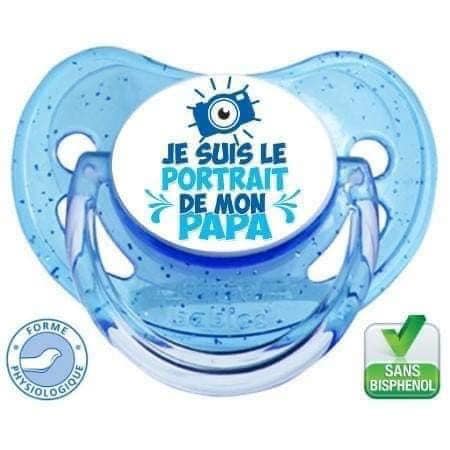 JE SUIS LE
PORTRAIT
DE MON
PAPA
FORME
PHYSIOLOGIQUE
SANS
BISPHENOL